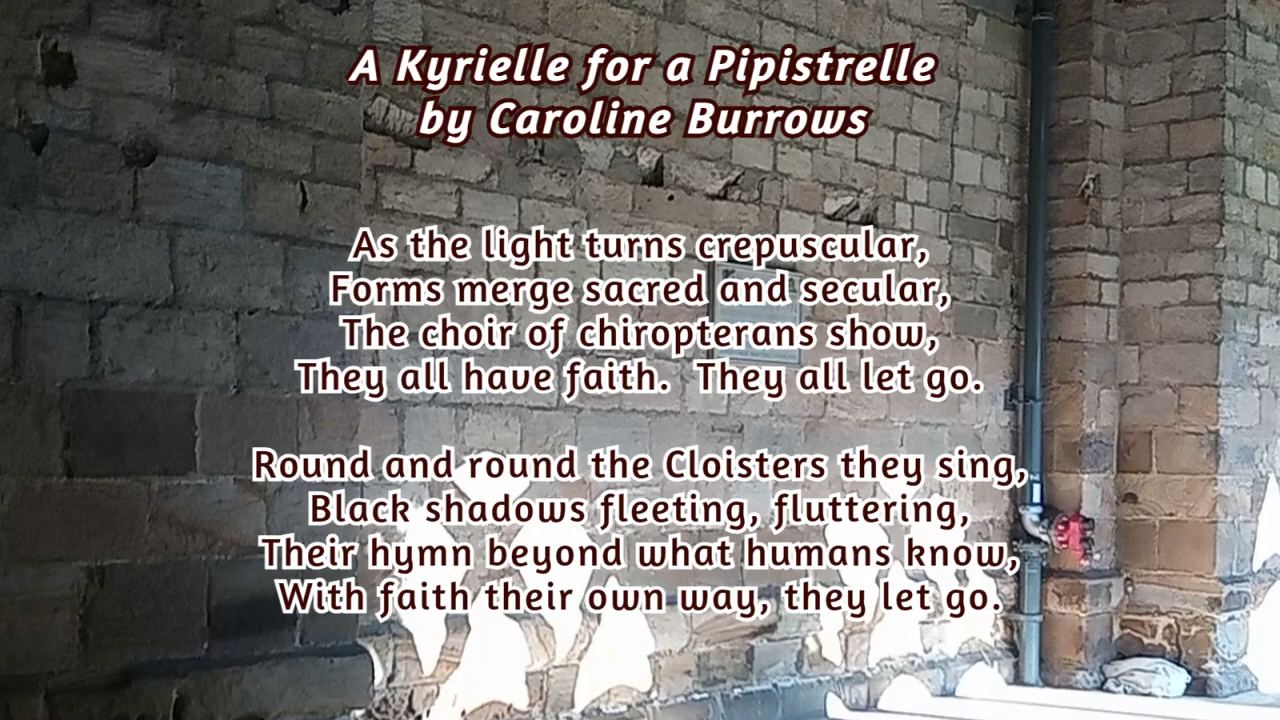 A Kyrielle for a Pipistrelle
by Caroline Burrows
As the light turns crepuscular,
Forms merge sacred and secular,
The choir of chiropterans show,
They all have faith.  They all let go.
Round and round the Cloisters they sing,
Black shadows fleeting, fluttering,
Their hymn beyond what humans know,
With faith their own way, they let go.